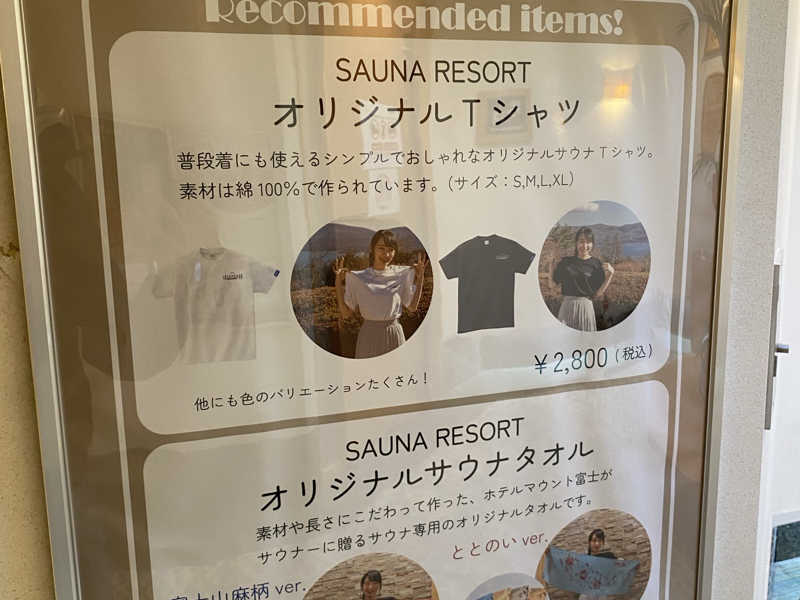 Recommended items!
SAUNA RESORT
オリジナルTシャツ
普段着にも使えるシンプルでおしゃれなオリジナルサウナTシャツ。
素材は綿100%で作られています。(サイズ：S,M,L,XL)
¥2,800 (税込)
他にも色のバリエーションたくさん！
SAUNA RESORT
オリジナルサウナタオル
素材や長さにこだわって作った、ホテルマウント富士が
サウナーに贈るサウナ専用のオリジナルタオルです。
ととのい ver.
富士山麻柄 ver.